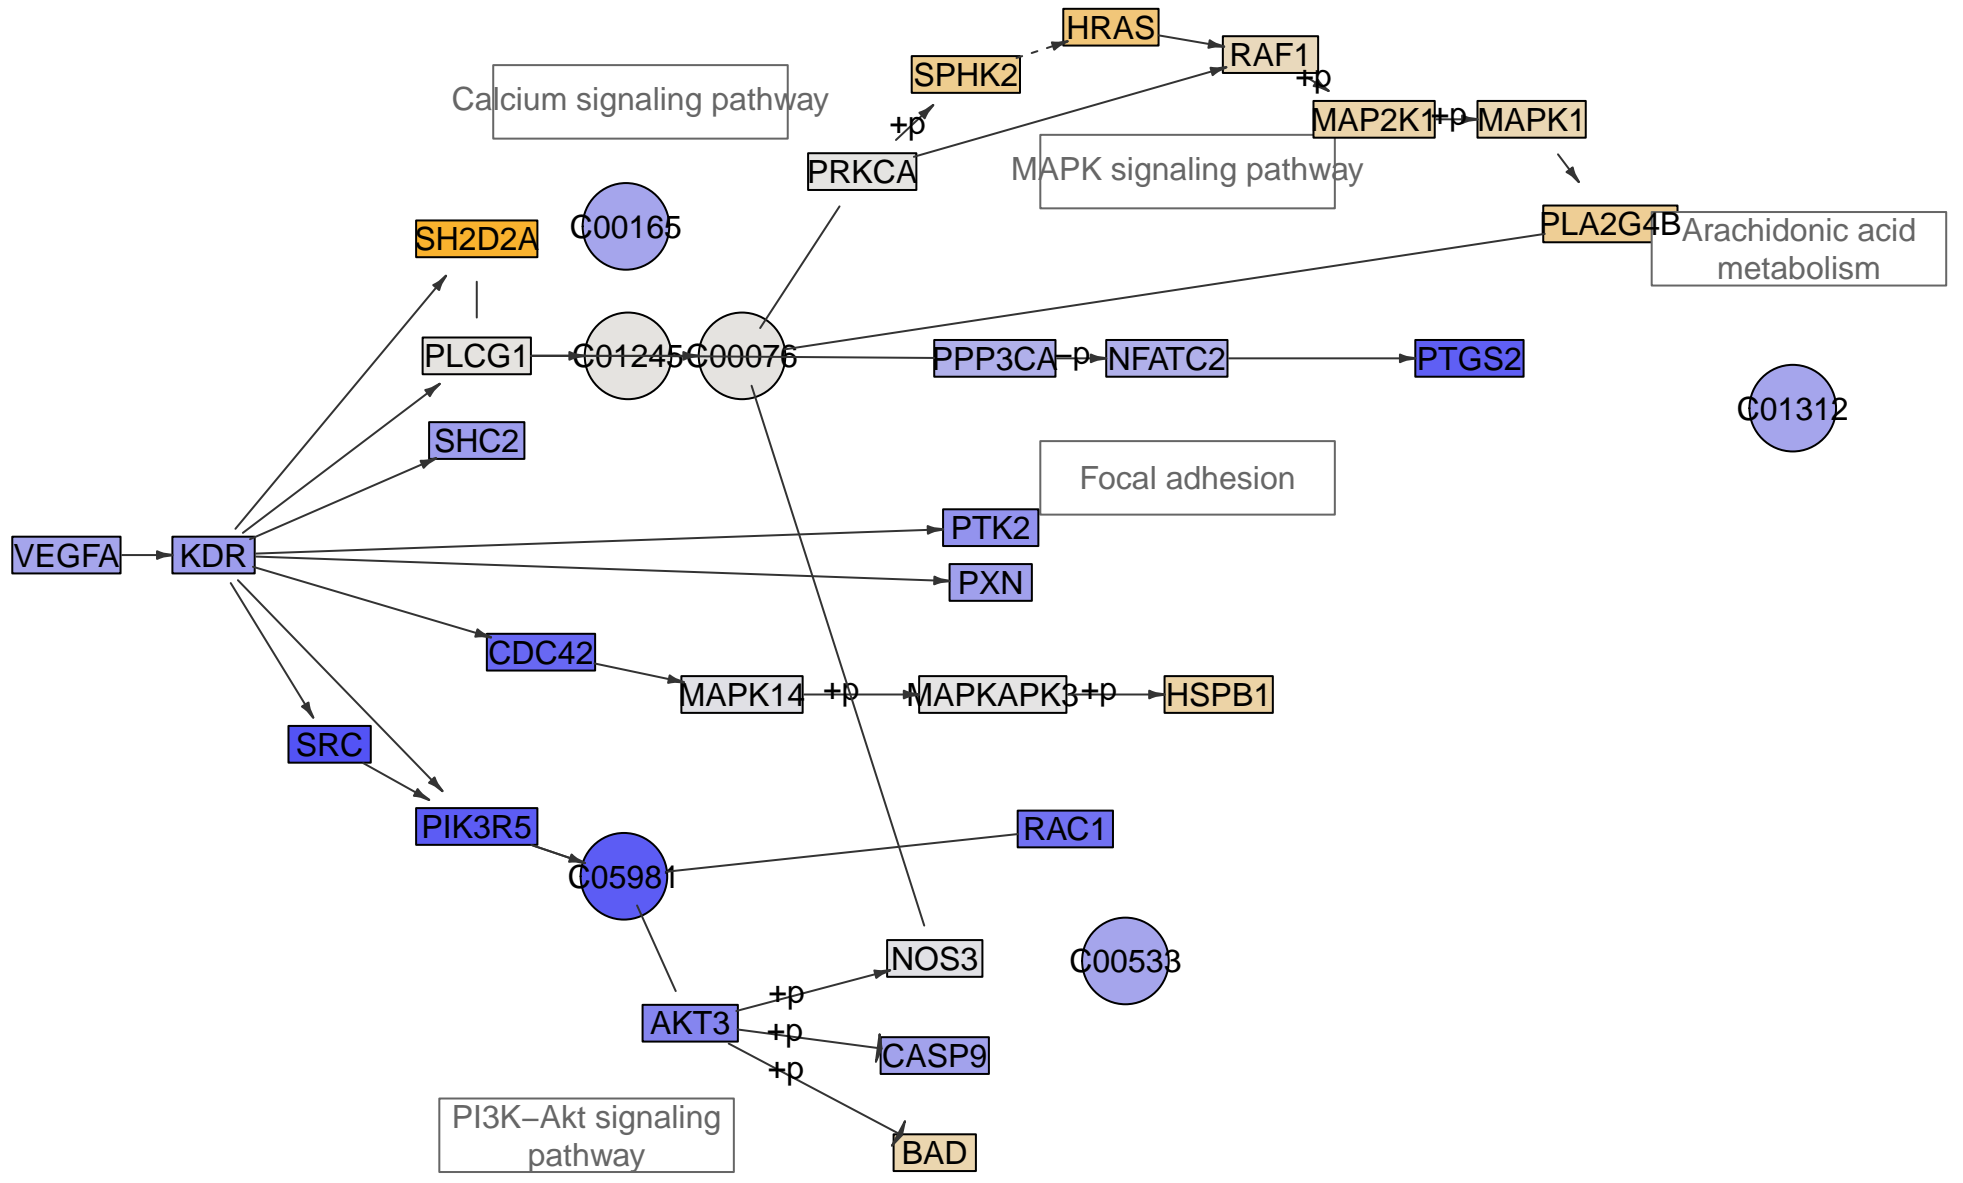 HRAS
RAF1
SPHK2
+p
Calcium signaling pathway
+p
MAP2K1
+p
MAPK1
PRKCA
MAPK signaling pathway
C00165
SH2D2A
PLA2G4B
Arachidonic acid
metabolism
PLCG1
C01245
C00076
PPP3CA
−p
NFATC2
PTGS2
C01312
SHC2
Focal adhesion
PTK2
VEGFA
KDR
PXN
CDC42
MAPK14
+p
MAPKAPK3
+p
HSPB1
SRC
PIK3R5
RAC1
C05981
NOS3
C00533
+p
AKT3
+p
CASP9
+p
PI3K−Akt signaling
pathway
BAD